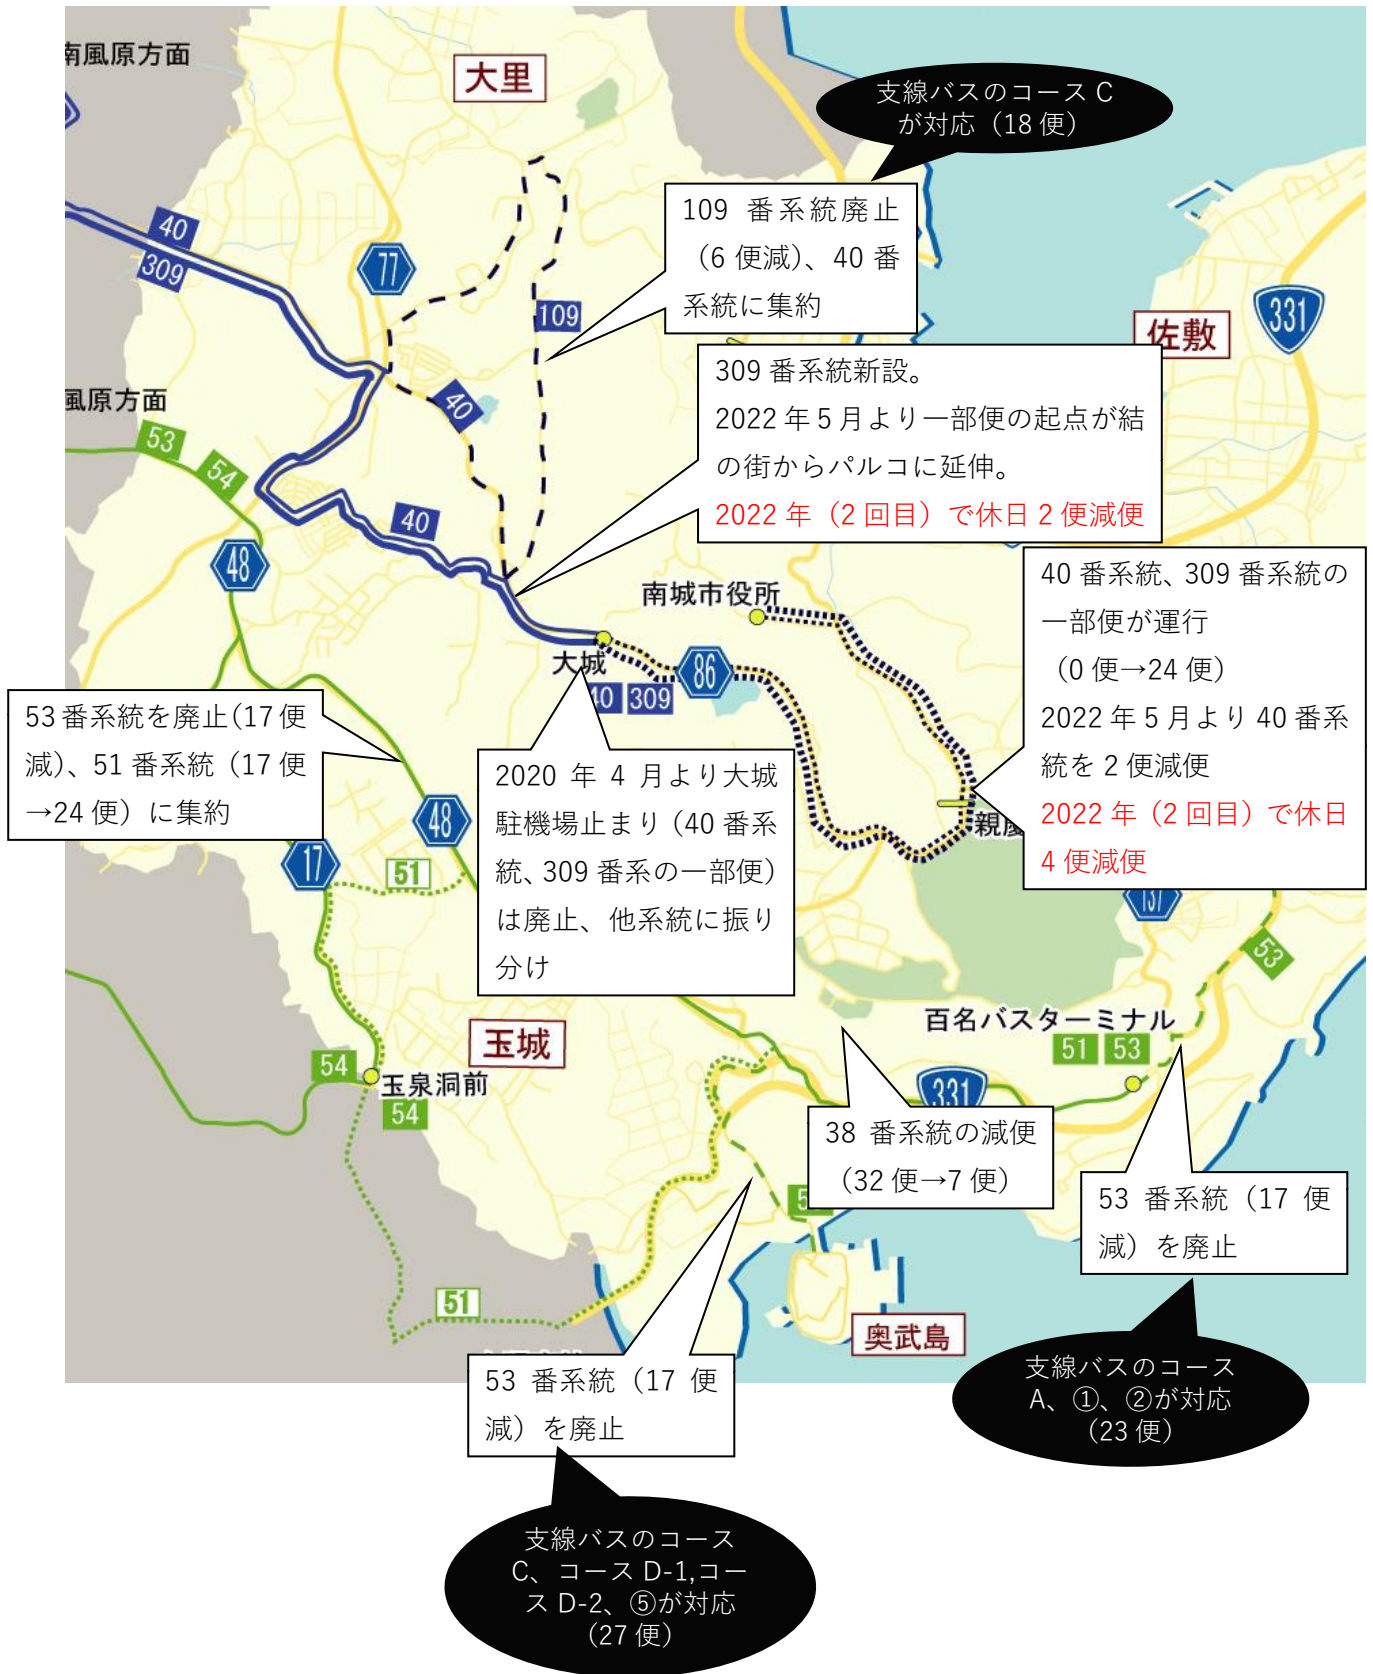 南風原方面
大里
支線バスのコース C
が対応（18 便）
109 番系統廃止
（6 便減）、40 番
系統に集約
40
309
77
109
331
佐敷
309 番系統新設。
2022 年 5 月より一部便の起点が結
の街からパルコに延伸。
2022 年（2 回目）で休日 2 便減便
風原方面
40
53
54
40
48
南城市役所
40 番系統、309 番系統の
一部便が運行
（0 便→24 便）
2022 年 5 月より 40 番系
統を 2 便減便
2022 年（2 回目）で休日
4 便減便
大城
86
40 309
53 番系統を廃止（17 便
減）、51 番系統（17 便
→24 便）に集約
2020 年 4 月より大城
駐機場止まり（40 番系
統、309 番系の一部便）
は廃止、他系統に振り
分け
48
17
51
137
53
百名バスターミナル
51 53
玉城
54
玉泉洞前
54
331
38 番系統の減便
（32 便→7 便）
53 番系統（17 便
減）を廃止
51
奥武島
53 番系統（17 便
減）を廃止
支線バスのコース
A、①、②が対応
（23 便）
支線バスのコース
C、コース D-1,コー
ス D-2、⑤が対応
（27 便）